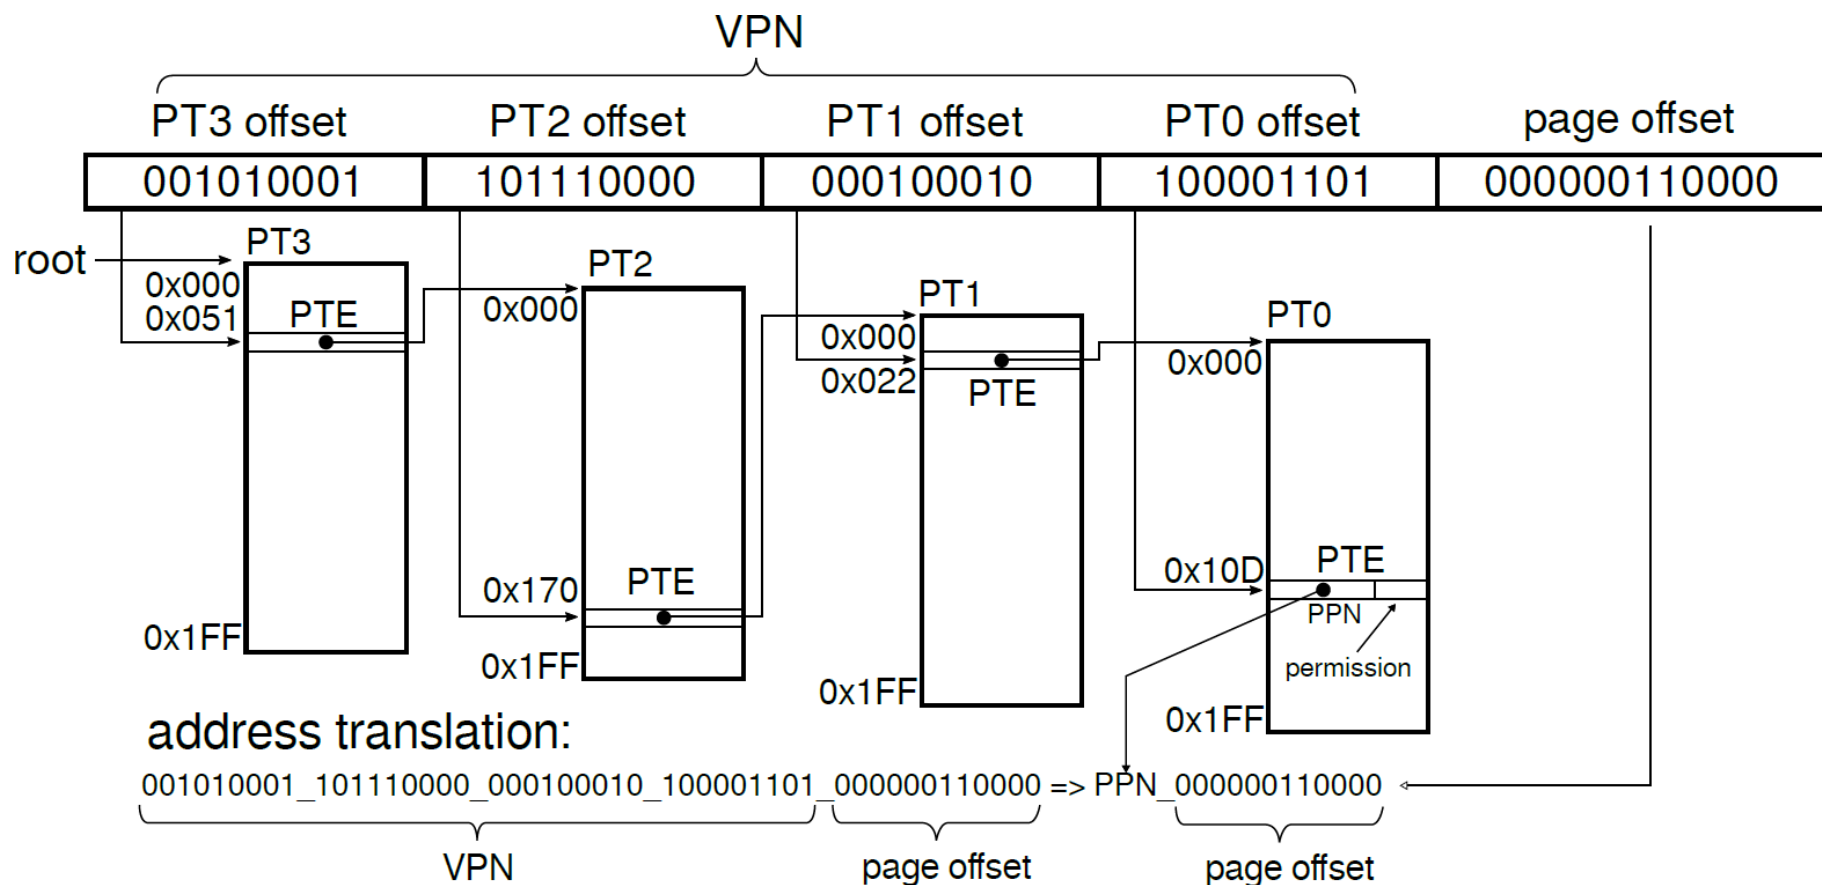 VPN
PT3 offset PT2 offset PT1 offset PT0 offset page offset
001010001 101110000 000100010 100001101 000000110000
root
PT3
0x000
0x051
PTE
0x1FF
PT2
0x000
0x170
PTE
0x1FF
PT1
0x000
0x022
PTE
0x1FF
PT0
0x000
0x10D
PTE
PPN
permission
0x1FF
address translation:
001010001_101110000_000100010_100001101_000000110000 => PPN_000000110000
VPN page offset page offset